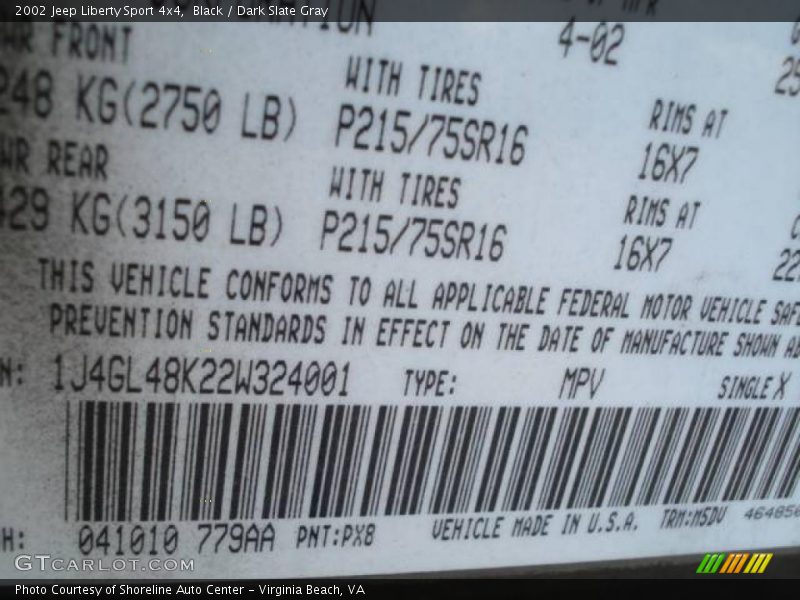 2002 Jeep Liberty Sport 4x4,  Black / Dark Slate Gray
4-02
FRONT
WITH TIRES
RIMS AT
248 KG(2750 LB) P215/75SR16 16X7
REAR
WITH TIRES
RIMS AT
KG(3150 LB) P215/75SR16 16X7
THIS VEHICLE CONFORMS TO ALL APPLICABLE FEDERAL MOTOR VEHICLE
PREVENTION STANDARDS IN EFFECT ON THE DATE OF MANUFACTURE SHOWN
N: 1J4GL48K22W324001 TYPE: MPV SINGLE X
H: 041010 779AA PNT:PX8 VEHICLE MADE IN U.S.A. TRM:M5DV
GTCARLOT.COM
Photo Courtesy of Shoreline Auto Center - Virginia Beach, VA